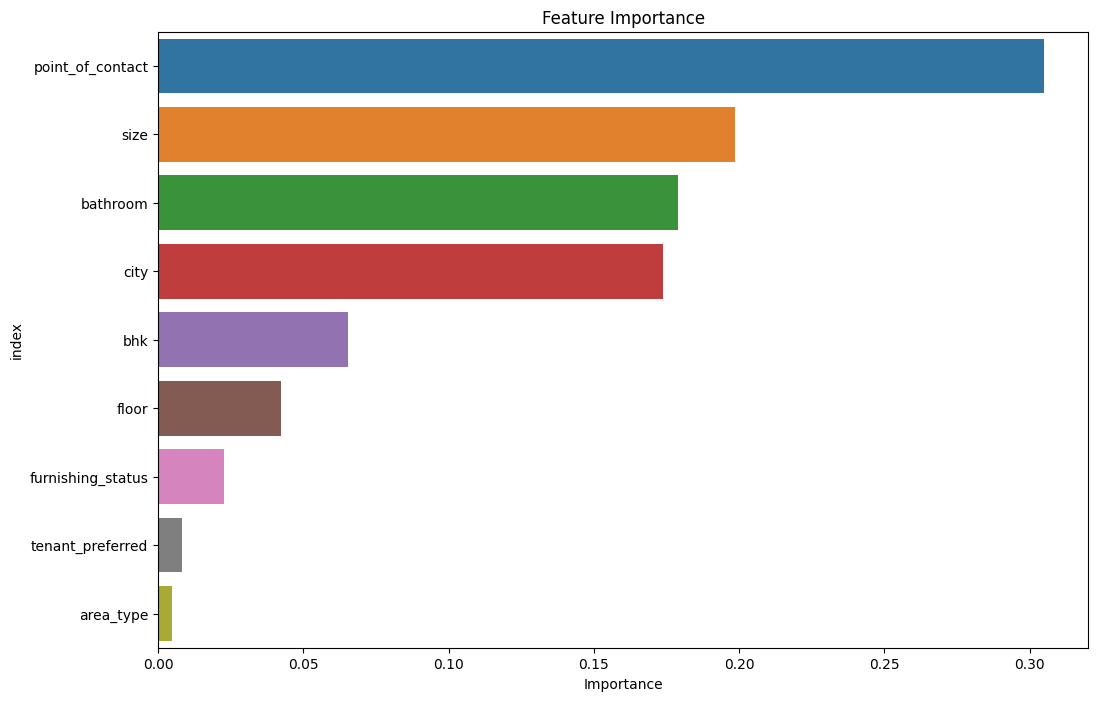 Feature Importance
point_of_contact
size
bathroom
city
bhk
floor
furnishing_status
tenant_preferred
area_type
index
0.00 0.05 0.10 0.15 0.20 0.25 0.30
Importance